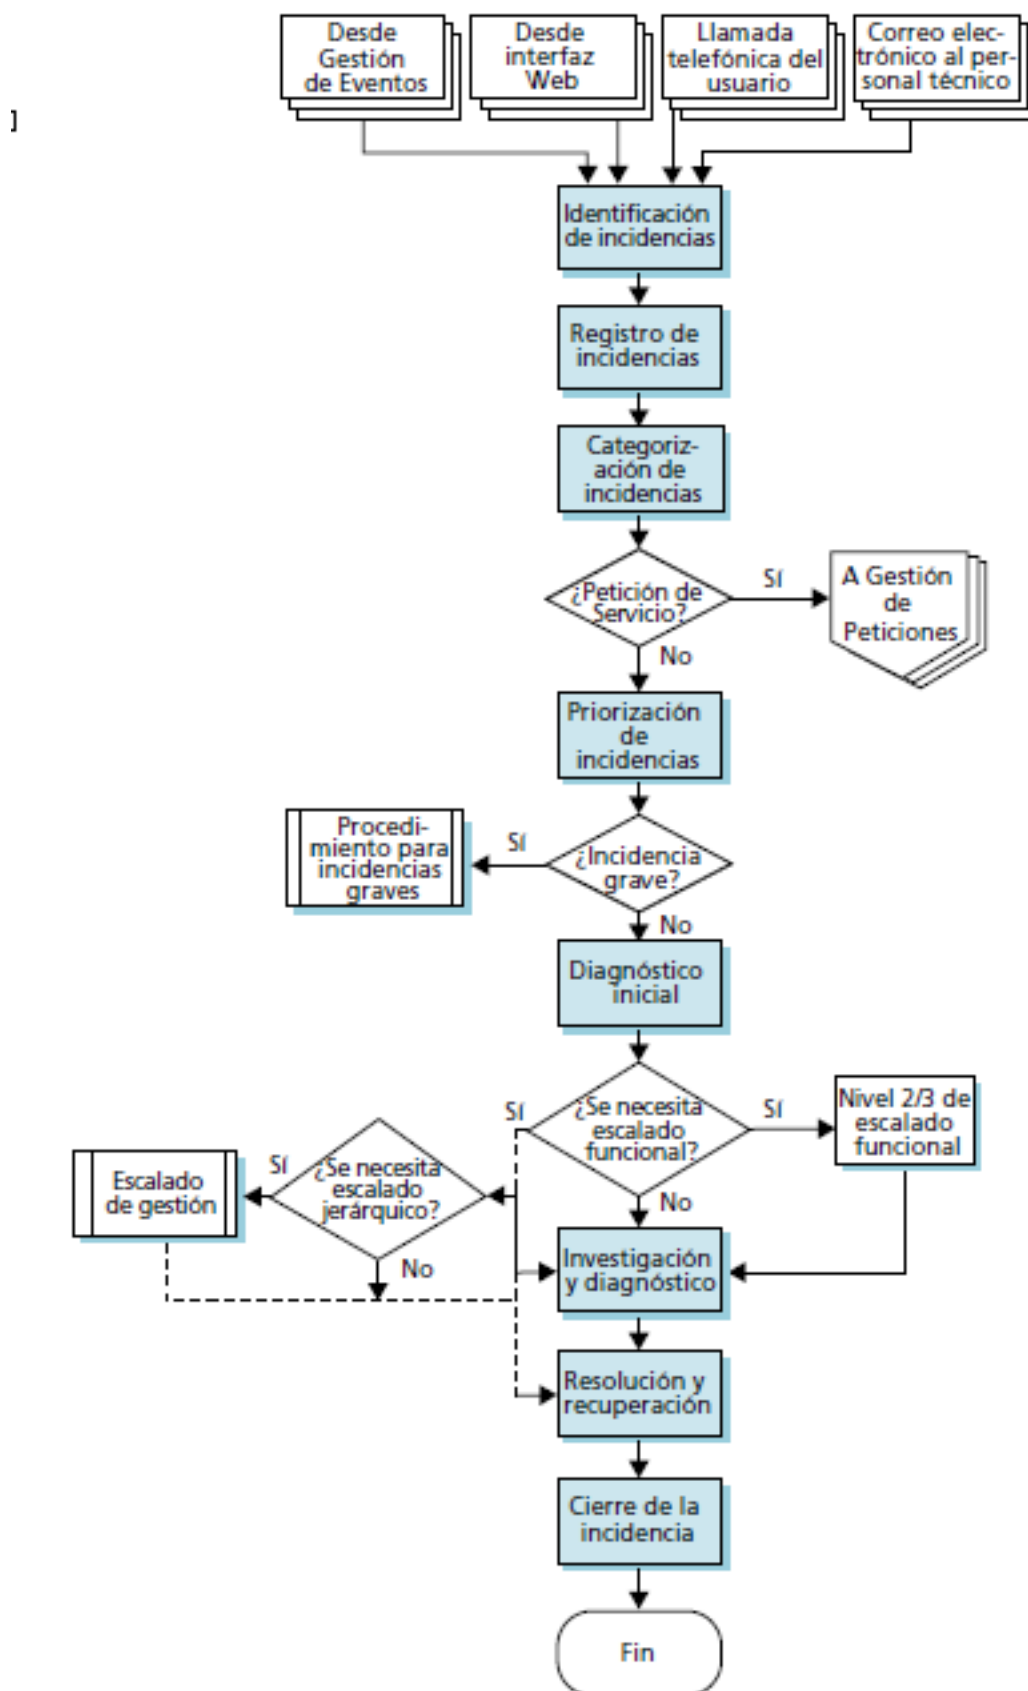 Desde
Gestión
de Eventos
Desde
interfaz
Web
Llamada
telefónica del
usuario
Correo elec-
trónico al per-
sonal técnico
]
Identificación
de incidencias
Registro de
incidencias
Categoriz-
ación de
incidencias
¿Petición de
Servicio?
Sí
A Gestión
de
Peticiones
No
Priorización
de
incidencias
Procedi-
miento para
incidencias
graves
Sí
¿Incidencia
grave?
No
Diagnóstico
inicial
Sí
¿Se necesita
escalado
funcional?
Sí
Nivel 2/3 de
escalado
funcional
Escalado
de gestión
Sí
¿Se necesita
escalado
jerárquico?
No
No
Investigación
y diagnóstico
Resolución y
recuperación
Cierre de la
incidencia
Fin